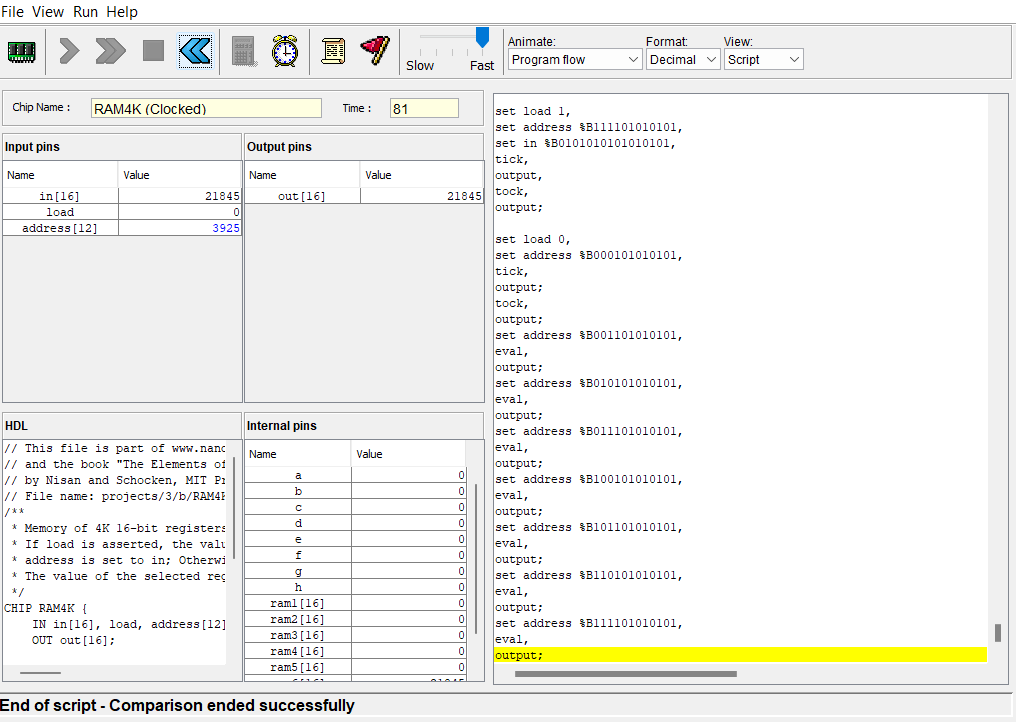 File View Run Help
Slow Fast
Animate: Format: View:
Program flow Decimal Script
Chip Name : RAM4K (Clocked) Time : 81
Input pins
Name Value
in[16] 21845
load 0
address[12] 3925
Output pins
Name Value
out[16] 21845
HDL
// This file is part of www.nand
// and the book "The Elements of
// by Nisan and Schocken, MIT Pr
// File name: projects/3/b/RAM4K
/**
* Memory of 4K 16-bit registers
* If load is asserted, the valu
* address is set to in; Otherwi
* The value of the selected reg
*/
CHIP RAM4K {
IN in[16], load, address[12]
OUT out[16];
Internal pins
Name Value
a 0
b 0
c 0
d 0
e 0
f 0
g 0
h 0
ram1[16] 0
ram2[16] 0
ram3[16] 0
ram4[16] 0
ram5[16] 0
set load 1,
set address %B111101010101,
set in %B0101010101010101,
tick,
output,
tock,
output;
set load 0,
set address %B000101010101,
tick,
output;
tock,
output;
set address %B001101010101,
eval,
output;
set address %B010101010101,
eval,
output;
set address %B011101010101,
eval,
output;
set address %B100101010101,
eval,
output;
set address %B101101010101,
eval,
output;
set address %B110101010101,
eval,
output;
set address %B111101010101,
eval,
output;
End of script - Comparison ended successfully